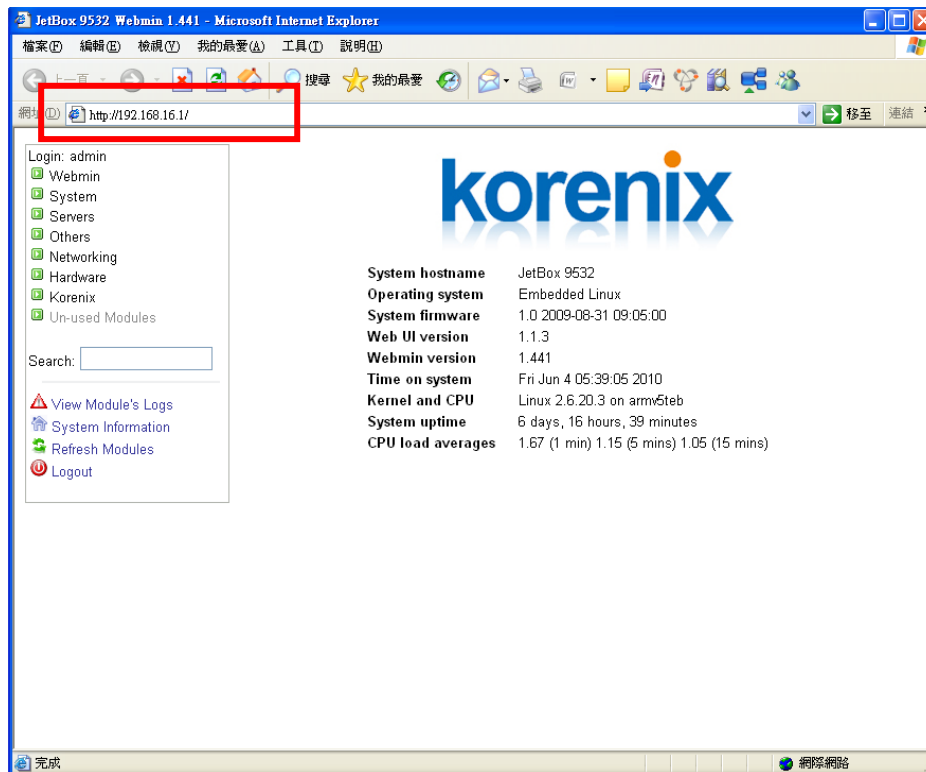 JetBox 9532 Webmin 1.441 - Microsoft Internet Explorer
檔案(F) 編輯(E) 檢視(V) 我的最愛(A) 工具(T) 說明(H)
上一頁 搜尋 我的最愛
網址(D) http://192.168.16.1/ 移至 連結
Login: admin
Webmin
System
Servers
Others
Networking
Hardware
Korenix
Un-used Modules
Search:
View Module's Logs
System Information
Refresh Modules
Logout
korenix
System hostname JetBox 9532
Operating system Embedded Linux
System firmware 1.0 2009-08-31 09:05:00
Web UI version 1.1.3
Webmin version 1.441
Time on system Fri Jun 4 05:39:05 2010
Kernel and CPU Linux 2.6.20.3 on armv5teb
System uptime 6 days, 16 hours, 39 minutes
CPU load averages 1.67 (1 min) 1.15 (5 mins) 1.05 (15 mins)
完成 網際網路